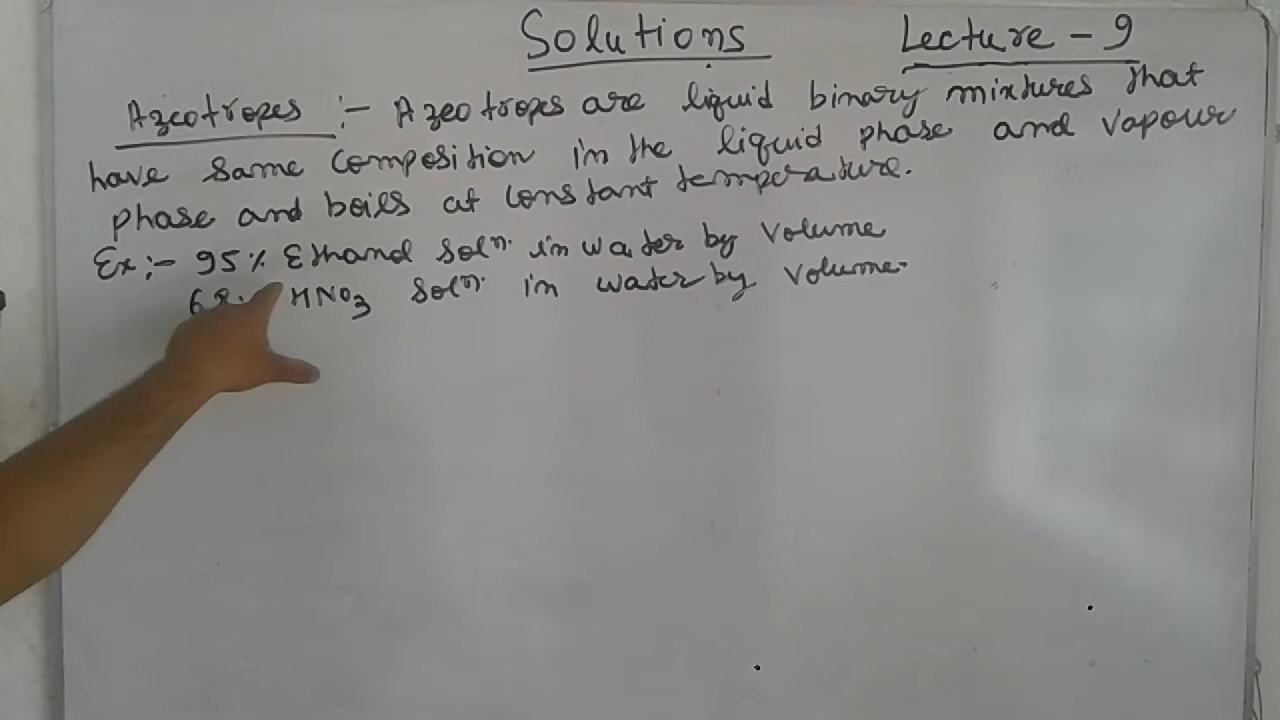 Solutions Lecture - 9
Azeotropes :- Azeotropes are liquid binary mixtures that
have same composition in the liquid phase and vapour
phase and boils at constant temperature.
Ex:- 95% Ethanol solⁿ. in water by volume
68% HNO3 solⁿ. in water by volume.